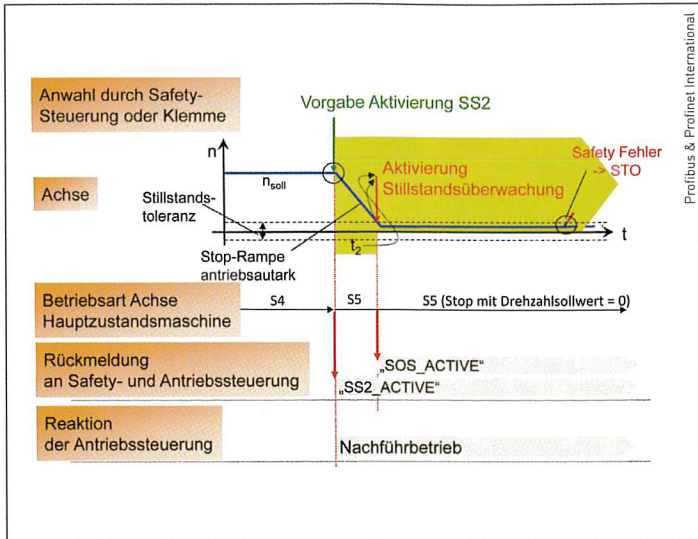 Profibus & Profinet International
Anwahl durch Safety-
Steuerung oder Klemme
Vorgabe Aktivierung SS2
n
n_soll
Aktivierung
Stillstandsüberwachung
Safety Fehler
-> STO
Achse
Stillstands-
toleranz
t
t₂
Stop-Rampe
antriebsautark
Betriebsart Achse
Hauptzustandsmaschine
S4
S5
S5 (Stop mit Drehzahlsollwert = 0)
Rückmeldung
an Safety- und Antriebssteuerung
„SOS_ACTIVE“
„SS2_ACTIVE“
Reaktion
der Antriebssteuerung
Nachführbetrieb